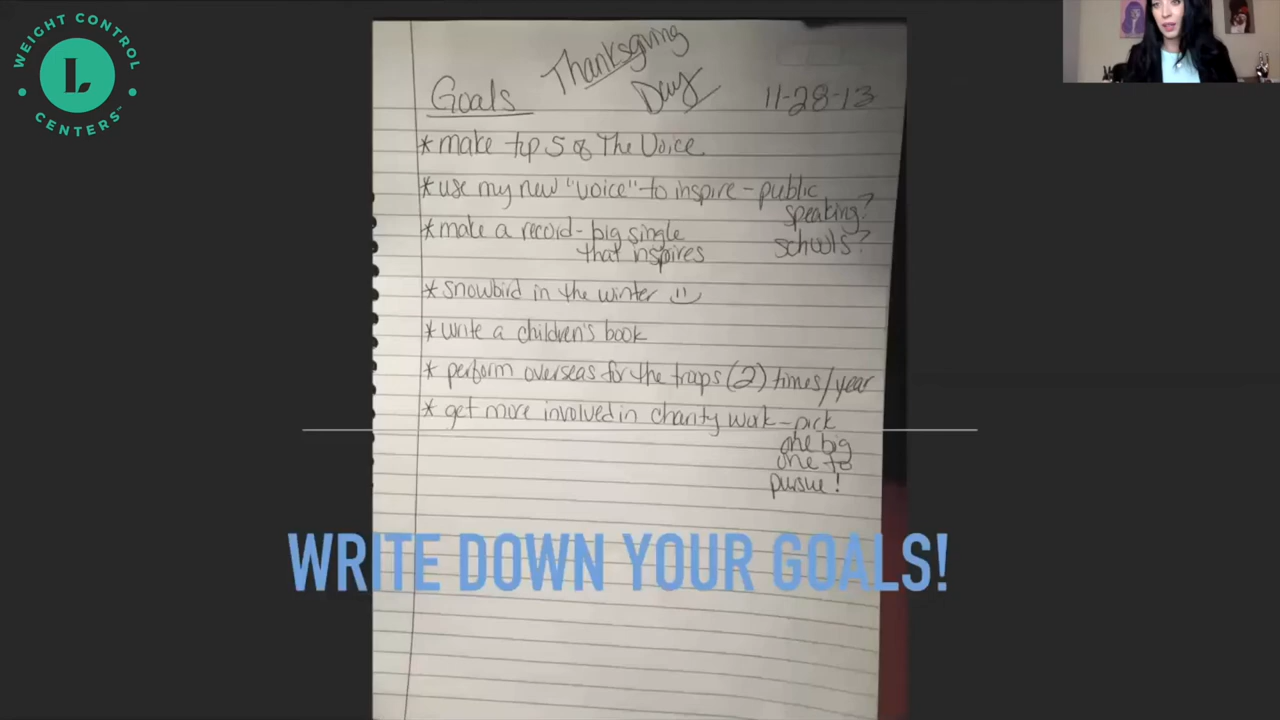 WEIGHT CONTROL
L
CENTERS
Thanksgiving
Day
Goals
11-28-13
* make top 5 of The Voice
* use my new "voice" to inspire - public
speaking?
schools?
* make a record - big single
that inspires
* snowbird in the winter :)
* write a children's book
* perform overseas for the troops (2) times/year
* get more involved in charity work - pick
one big
one to
pursue!
WRITE DOWN YOUR GOALS!